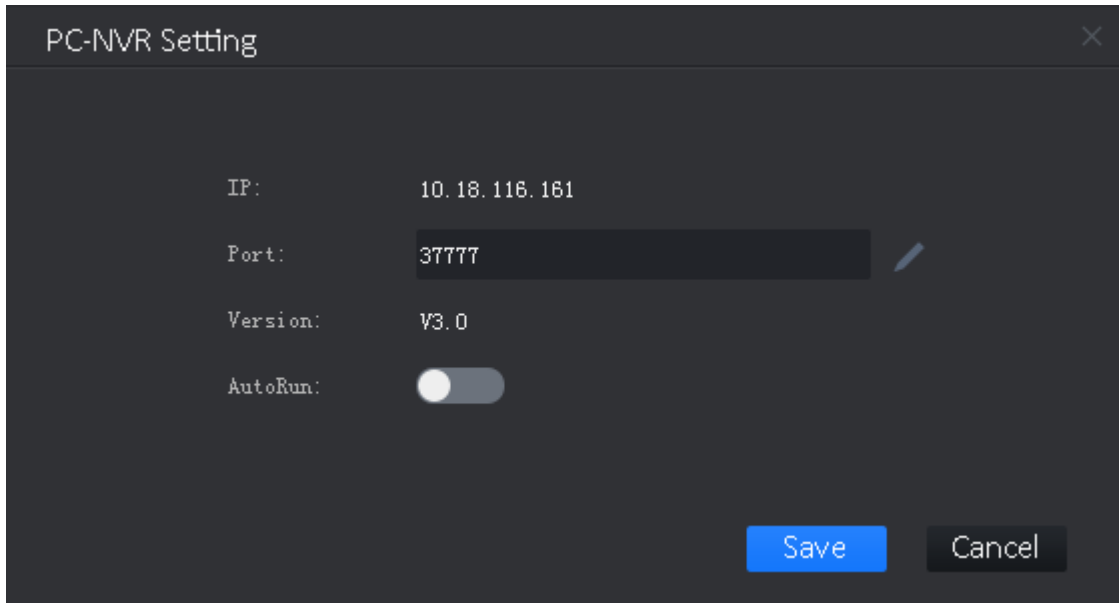 PC-NVR Setting
IP: 10.18.116.161
Port: 37777
Version: V3.0
AutoRun:
Save Cancel